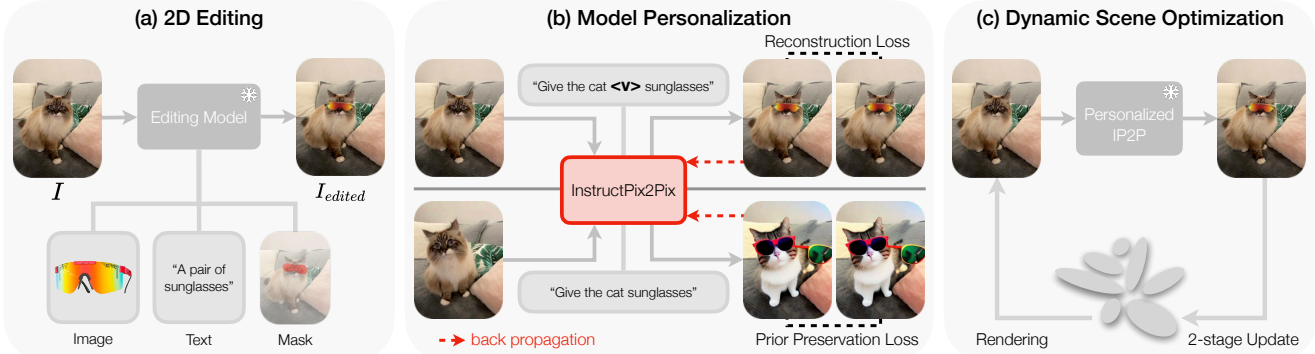 (a) 2D Editing
Editing Model
I
I_edited
"A pair of
sunglasses"
Image
Text
Mask
(b) Model Personalization
Reconstruction Loss
"Give the cat <v> sunglasses"
InstructPix2Pix
"Give the cat sunglasses"
back propagation
Prior Preservation Loss
(c) Dynamic Scene Optimization
Personalized
IP2P
Rendering
2-stage Update